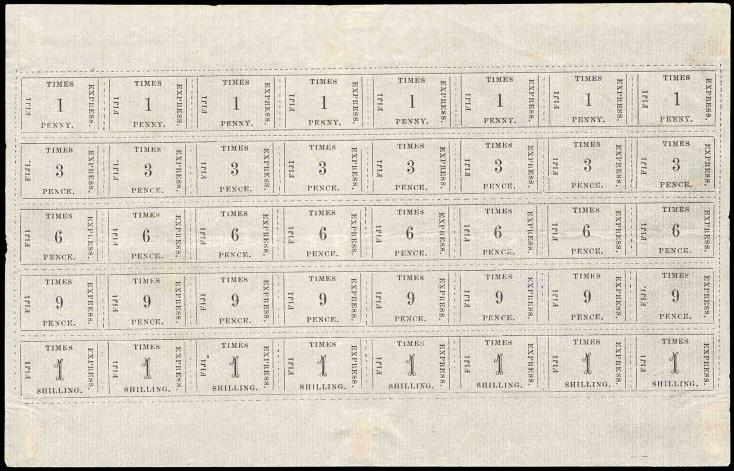 TIMES TIMES TIMES TIMES TIMES TIMES TIMES TIMES
FIJI 1 EXPRESS. FIJI 1 EXPRESS. FIJI 1 EXPRESS. FIJI 1 EXPRESS. FIJI 1 EXPRESS. FIJI 1 EXPRESS. FIJI 1 EXPRESS. FIJI 1 EXPRESS.
PENNY. PENNY. PENNY. PENNY. PENNY. PENNY. PENNY. PENNY.
TIMES TIMES TIMES TIMES TIMES TIMES TIMES TIMES
FIJI. 3 EXPRESS. FIJI. 3 EXPRESS. FIJI 3 EXPRESS. FIJI 3 EXPRESS. FIJI 3 EXPRESS. FIJI 3 EXPRESS. FIJI 3 EXPRESS. FIJI 3 EXPRESS.
PENCE. PENCE. PENCE. PENCE. PENCE. PENCE. PENCE. PENCE.
TIMES TIMES TIMES TIMES TIMES TIMES TIMES TIMES
FIJI 6 EXPRESS. FIJI 6 EXPRESS. FIJI 6 EXPRESS. FIJI 6 EXPRESS. FIJI 6 EXPRESS. FIJI 6 EXPRESS. FIJI 6 EXPRESS. FIJI 6 EXPRESS.
PENCE. PENCE. PENCE. PENCE. PENCE. PENCE. PENCE. PENCE.
TIMES TIMES TIMES TIMES TIMES TIMES TIMES TIMES
FIJI 9 EXPRESS. FIJI 9 EXPRESS. FIJI 9 EXPRESS. FIJI 9 EXPRESS. FIJI 9 EXPRESS. FIJI 9 EXPRESS. FIJI 9 EXPRESS. FIJI. 9 EXPRESS.
PENCE. PENCE. PENCE. PENCE. PENCE. PENCE. PENCE. PENCE.
TIMES TIMES TIMES TIMES TIMES TIMES TIMES TIMES
FIJI 1 EXPRESS. FIJI 1 EXPRESS. FIJI 1 EXPRESS. FIJI 1 EXPRESS. FIJI 1 EXPRESS. FIJI 1 EXPRESS. FIJI 1 EXPRESS. FIJI 1 EXPRESS.
SHILLING. SHILLING. SHILLING. SHILLING. SHILLING. SHILLING. SHILLING. SHILLING.